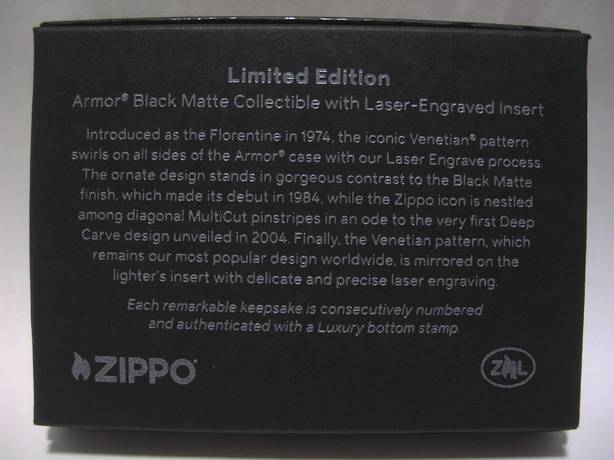 Limited Edition
Armor® Black Matte Collectible with Laser-Engraved Insert
Introduced as the Florentine in 1974, the iconic Venetian® pattern
swirls on all sides of the Armor® case with our Laser Engrave process.
The ornate design stands in gorgeous contrast to the Black Matte
finish, which made its debut in 1984, while the Zippo icon is nestled
among diagonal MultiCut pinstripes in an ode to the very first Deep
Carve design unveiled in 2004. Finally, the Venetian pattern, which
remains our most popular design worldwide, is mirrored on the
lighter's insert with delicate and precise laser engraving.
Each remarkable keepsake is consecutively numbered
and authenticated with a Luxury bottom stamp.
ZIPPO®
Z L